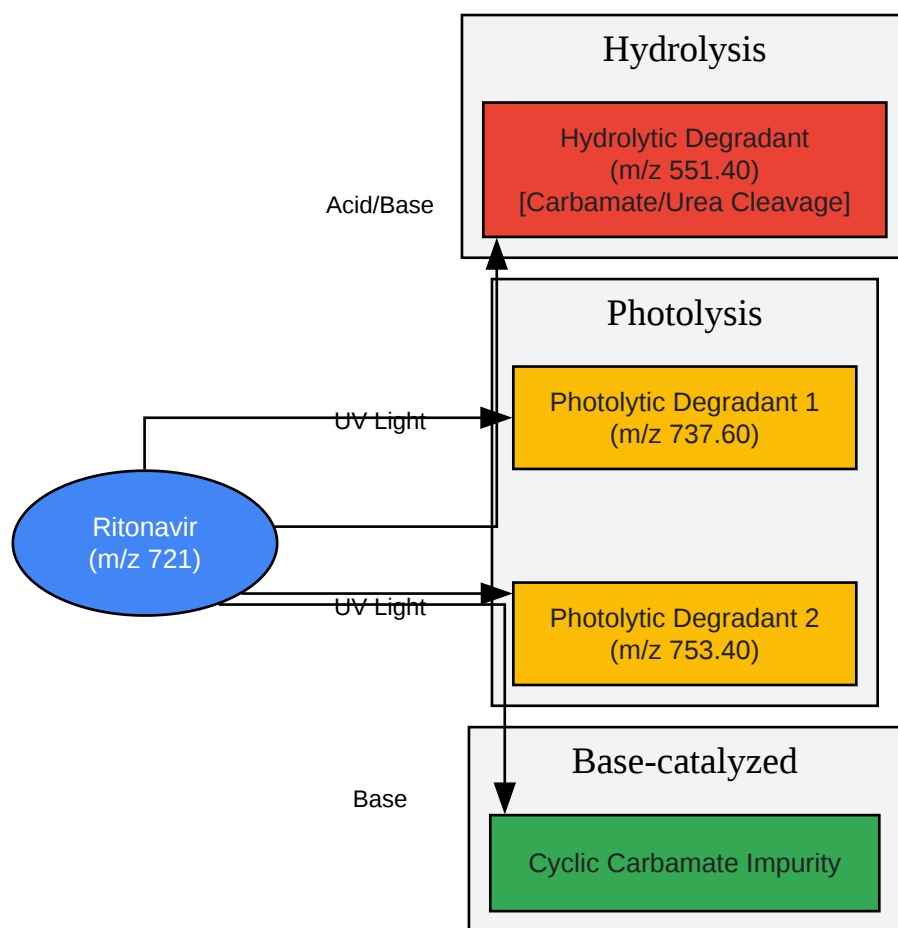 Hydrolysis
Hydrolytic Degradant
(m/z 551.40)
[Carbamate/Urea Cleavage]
Acid/Base
Photolysis
Photolytic Degradant 1
(m/z 737.60)
UV Light
Ritonavir
(m/z 721)
Photolytic Degradant 2
(m/z 753.40)
UV Light
Base-catalyzed
Base
Cyclic Carbamate Impurity